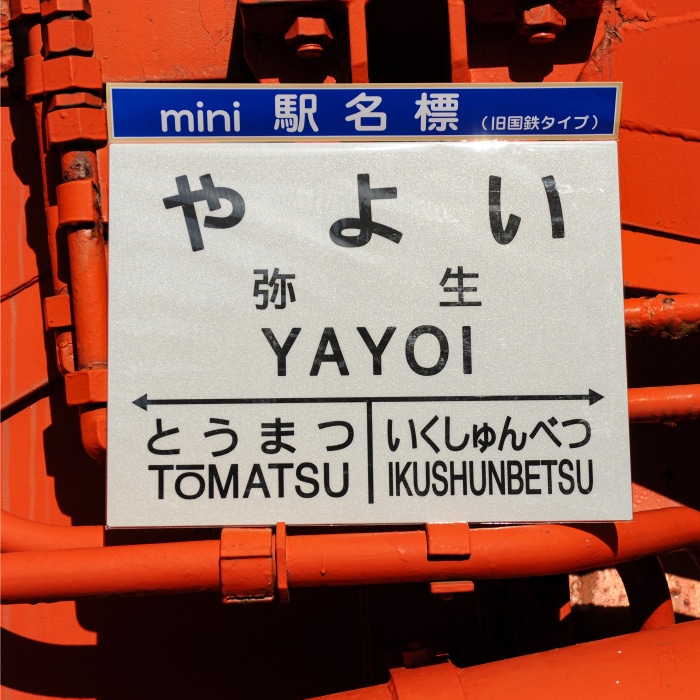 mini 駅名標 （旧国鉄タイプ）
やよい
弥生
YAYOI
とうまつ いくしゅんべつ
TŌMATSU IKUSHUNBETSU